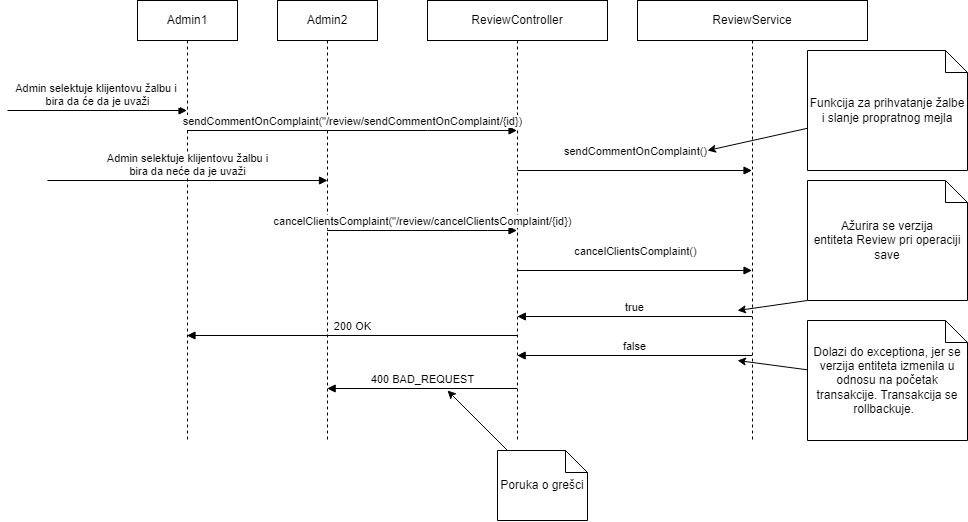 Admin1
Admin2
ReviewController
ReviewService
Admin selektuje klijentovu žalbu i
bira da će da je uvaži
sendCommentOnComplaint("/review/sendCommentOnComplaint/{id})
Funkcija za prihvatanje žalbe
i slanje propratnog mejla
Admin selektuje klijentovu žalbu i
bira da neće da je uvaži
sendCommentOnComplaint()
cancelClientsComplaint("/review/cancelClientsComplaint/{id})
Ažurira se verzija
entiteta Review pri operaciji
save
cancelClientsComplaint()
true
200 OK
false
Dolazi do exceptiona, jer se
verzija entiteta izmenila u
odnosu na početak
transakcije. Transakcija se
rollbackuje.
400 BAD_REQUEST
Poruka o grešci